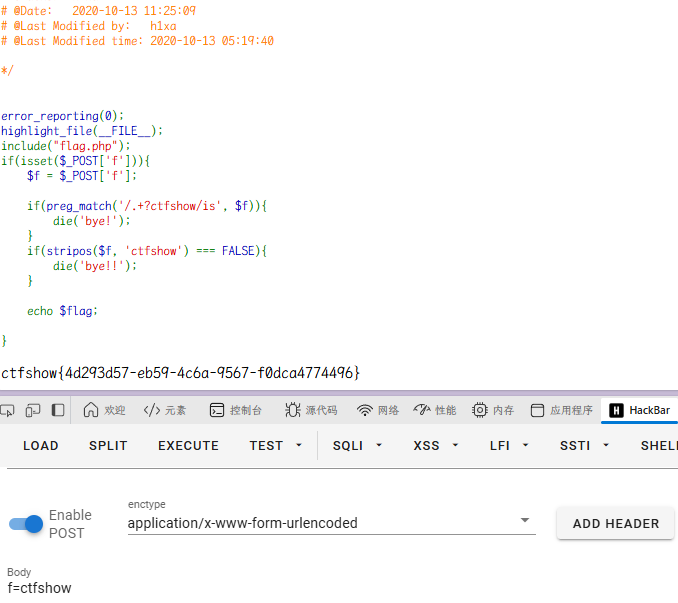 # @Date:   2020-10-13 11:25:09
# @Last Modified by:   h1xa
# @Last Modified time: 2020-10-13 05:19:40
*/
error_reporting(0);
highlight_file(__FILE__);
include("flag.php");
if(isset($_POST['f'])){
    $f = $_POST['f'];
    if(preg_match('/.+?ctfshow/is', $f)){
        die('bye!');
    }
    if(stripos($f, 'ctfshow') === FALSE){
        die('bye!!');
    }
    echo $flag;
}
ctfshow{4d293d57-eb59-4c6a-9567-f0dca4774496}
欢迎 </> 元素 控制台 源代码 网络 性能 内存 应用程序 H HackBar
LOAD SPLIT EXECUTE TEST SQLI XSS LFI SSTI SHELL
enctype
Enable POST application/x-www-form-urlencoded ADD HEADER
Body
f=ctfshow